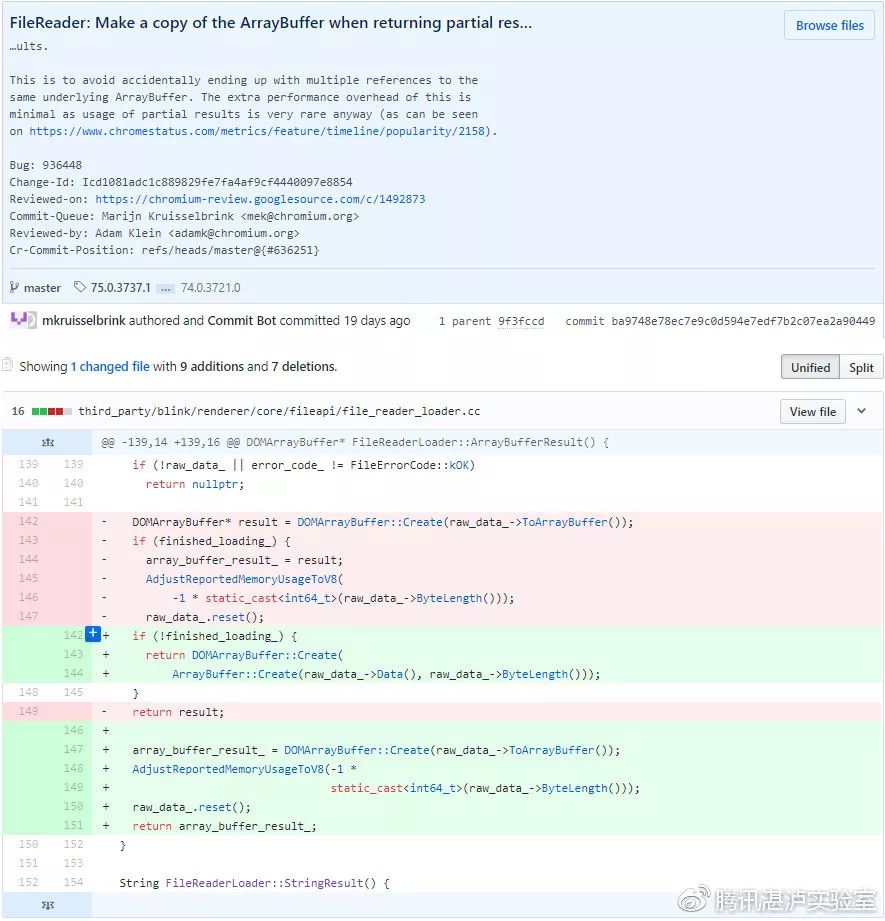 FileReader: Make a copy of the ArrayBuffer when returning partial res…
Browse files
…ults.
This is to avoid accidentally ending up with multiple references to the
same underlying ArrayBuffer. The extra performance overhead of this is
minimal as usage of partial results is very rare anyway (as can be seen
on https://www.chromestatus.com/metrics/feature/timeline/popularity/2158).
Bug: 936448
Change-Id: Icd1081adc1c889829fe7fa4af9cf4440097e8854
Reviewed-on: https://chromium-review.googlesource.com/c/1492873
Commit-Queue: Marijn Kruisselbrink <mek@chromium.org>
Reviewed-by: Adam Klein <adamk@chromium.org>
Cr-Commit-Position: refs/heads/master@{#636251}
master 75.0.3737.1 … 74.0.3721.0
mkruisselbrink authored and Commit Bot committed 19 days ago 1 parent 9f3fccd commit ba9748e78ec7e9c0d594e7edf7b2c07ea2a90449
Showing 1 changed file with 9 additions and 7 deletions.
Unified Split
16 third_party/blink/renderer/core/fileapi/file_reader_loader.cc
View file
@@ -139,14 +139,16 @@ DOMArrayBuffer* FileReaderLoader::ArrayBufferResult() {
139 139 if (!raw_data_ || error_code_ != FileErrorCode::kOK)
140 140 return nullptr;
141 141
142 - DOMArrayBuffer* result = DOMArrayBuffer::Create(raw_data_->ToArrayBuffer());
143 - if (finished_loading_) {
144 - array_buffer_result_ = result;
145 - AdjustReportedMemoryUsageToV8(
146 - -1 * static_cast<int64_t>(raw_data_->ByteLength()));
147 - raw_data_.reset();
142 + if (!finished_loading_) {
143 + return DOMArrayBuffer::Create(
144 + ArrayBuffer::Create(raw_data_->Data(), raw_data_->ByteLength()));
148 145 }
149 - return result;
146 +
147 + array_buffer_result_ = DOMArrayBuffer::Create(raw_data_->ToArrayBuffer());
148 + AdjustReportedMemoryUsageToV8(-1 *
149 + static_cast<int64_t>(raw_data_->ByteLength()));
150 + raw_data_.reset();
151 + return array_buffer_result_;
150 152 }
151 153
152 154 String FileReaderLoader::StringResult() {
腾讯湛泸实验室